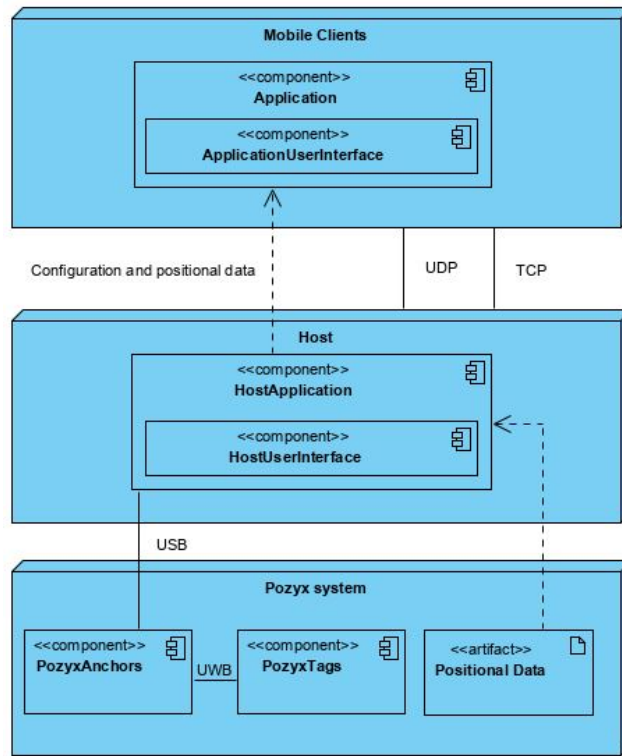 Mobile Clients
<<component>>
Application
<<component>>
ApplicationUserInterface
Configuration and positional data
UDP
TCP
Host
<<component>>
HostApplication
<<component>>
HostUserInterface
USB
Pozyx system
<<component>>
PozyxAnchors
UWB
<<component>>
PozyxTags
<<artifact>>
Positional Data